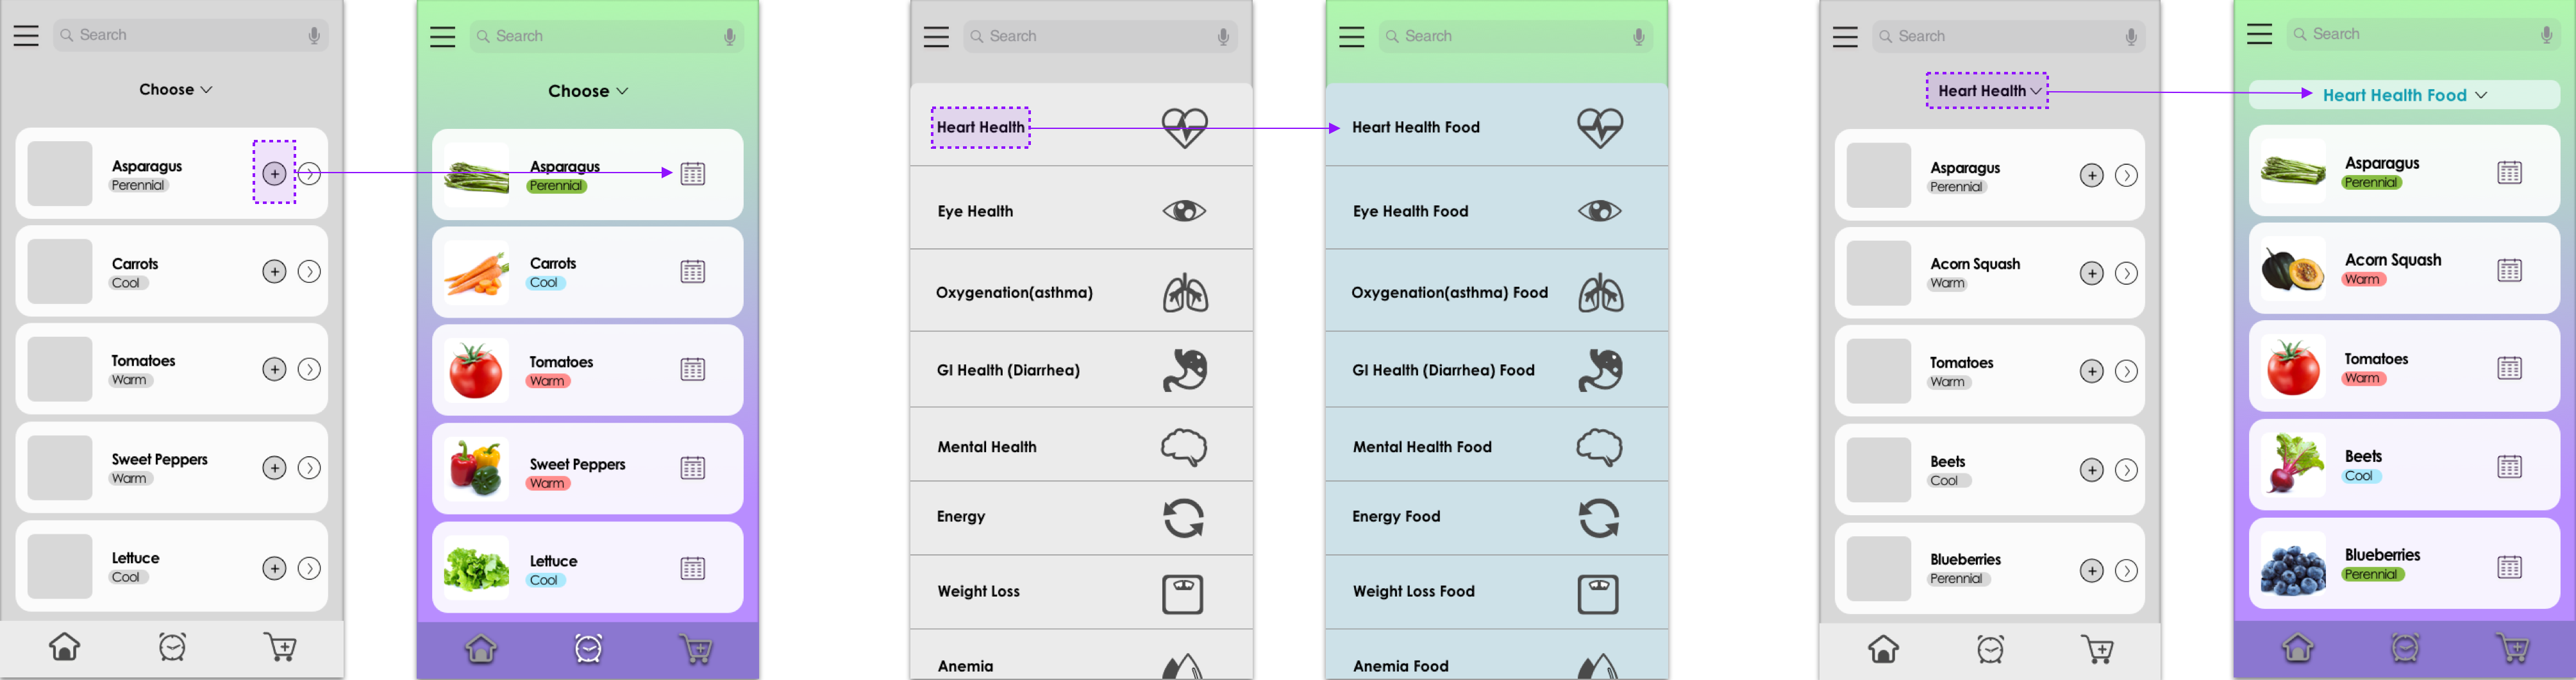 Search
Choose
Asparagus
Perennial
Carrots
Cool
Tomatoes
Warm
Sweet Peppers
Warm
Lettuce
Cool
Search
Choose
Asparagus
Perennial
Carrots
Cool
Tomatoes
Warm
Sweet Peppers
Warm
Lettuce
Cool
Search
Heart Health
Eye Health
Oxygenation(asthma)
GI Health (Diarrhea)
Mental Health
Energy
Weight Loss
Anemia
Search
Heart Health Food
Eye Health Food
Oxygenation(asthma) Food
GI Health (Diarrhea) Food
Mental Health Food
Energy Food
Weight Loss Food
Anemia Food
Search
Heart Health
Asparagus
Perennial
Acorn Squash
Warm
Tomatoes
Warm
Beets
Cool
Blueberries
Perennial
Search
Heart Health Food
Asparagus
Perennial
Acorn Squash
Warm
Tomatoes
Warm
Beets
Cool
Blueberries
Perennial